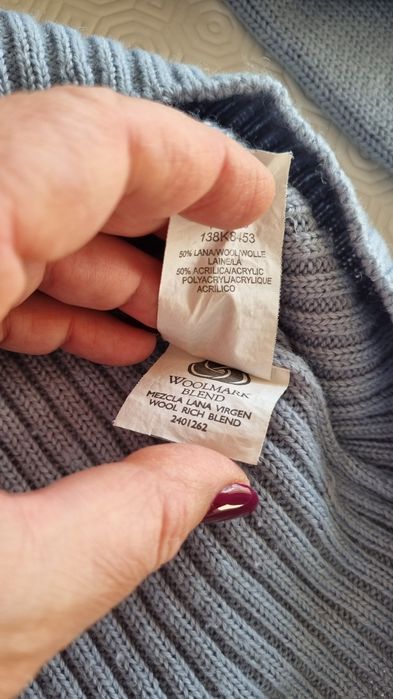 138K8453
50% LANA/WOOL/WOLLE
LAINE/LÃ
50% ACRILICA/ACRYLIC
POLYACRYL/ACRYLIQUE
ACRÍLICO
WOOLMARK
BLEND
MEZCLA LANA VIRGEN
WOOL RICH BLEND
2401262